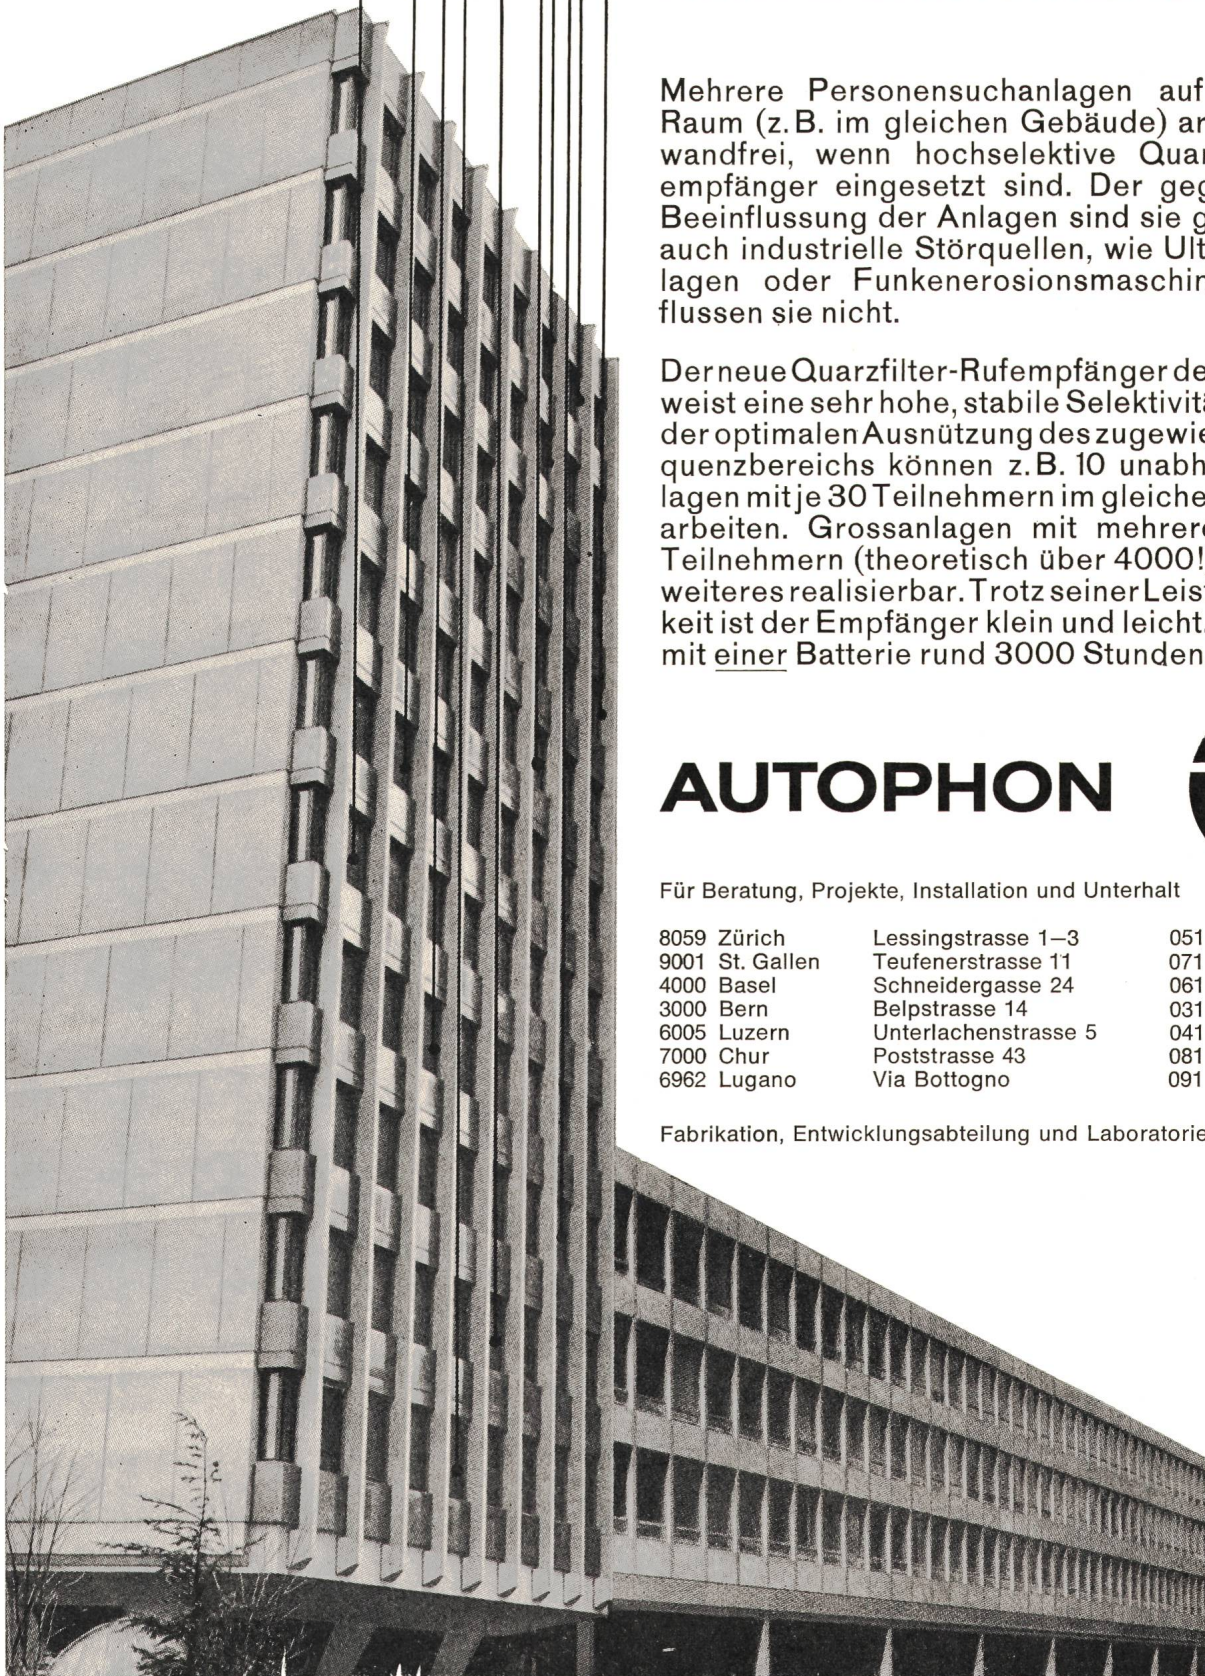 Mehrere Personensuchanlagen auf
Raum (z.B. im gleichen Gebäude) ar
wandfrei, wenn hochselektive Quar
empfänger eingesetzt sind. Der geg
Beeinflussung der Anlagen sind sie g
auch industrielle Störquellen, wie Ult
lagen oder Funkenerosionsmaschin
flussen sie nicht.
Der neue Quarzfilter-Rufempfänger de
weist eine sehr hohe, stabile Selektivitä
der optimalen Ausnützung des zugewie
quenzbereichs können z.B. 10 unabh
lagen mit je 30 Teilnehmern im gleiche
arbeiten. Grossanlagen mit mehrere
Teilnehmern (theoretisch über 4000!
weiteres realisierbar. Trotz seiner Leis
keit ist der Empfänger klein und leicht.
mit einer Batterie rund 3000 Stunden
AUTOPHON
Für Beratung, Projekte, Installation und Unterhalt
8059 Zürich Lessingstrasse 1–3 051
9001 St. Gallen Teufenerstrasse 11 071
4000 Basel Schneidergasse 24 061
3000 Bern Belpstrasse 14 031
6005 Luzern Unterlachenstrasse 5 041
7000 Chur Poststrasse 43 081
6962 Lugano Via Bottogno 091
Fabrikation, Entwicklungsabteilung und Laboratorie